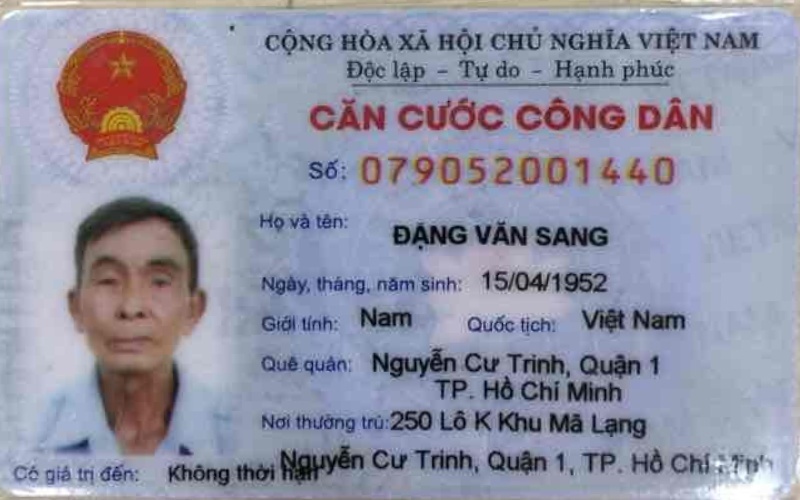 CỘNG HÒA XÃ HỘI CHỦ NGHĨA VIỆT NAM
Độc lập – Tự do – Hạnh phúc
CĂN CƯỚC CÔNG DÂN
Số: 079052001440
Họ và tên: ĐẶNG VĂN SANG
Ngày, tháng, năm sinh: 15/04/1952
Giới tính: Nam Quốc tịch: Việt Nam
Quê quán: Nguyễn Cư Trinh, Quận 1
TP. Hồ Chí Minh
Nơi thường trú: 250 Lô K Khu Mã Lạng
Nguyễn Cư Trinh, Quận 1, TP. Hồ Chí Minh
Có giá trị đến: Không thời hạn